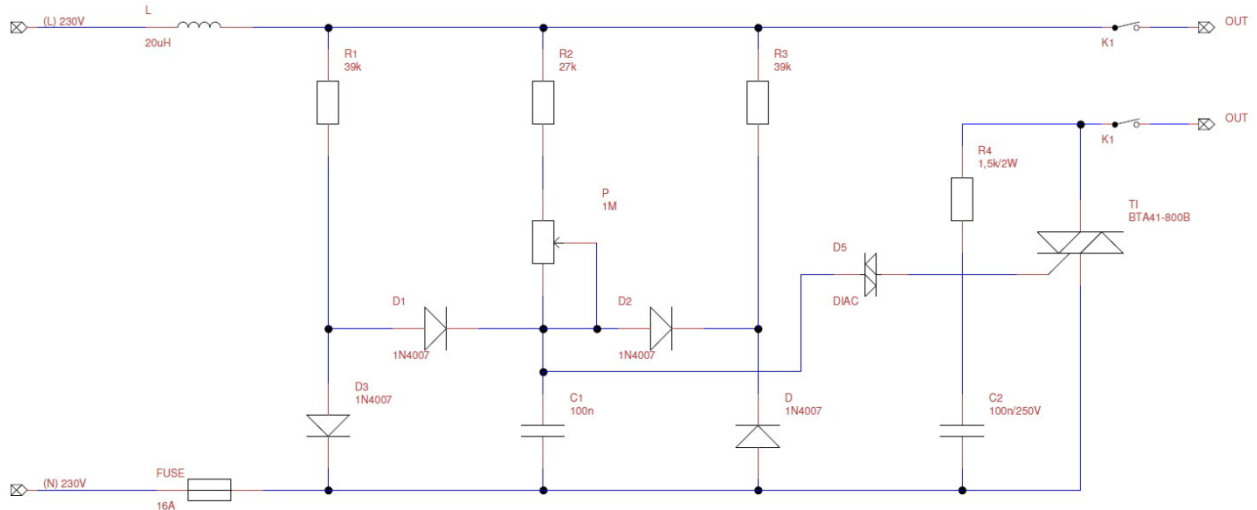 L
(L) 230V
20uH
OUT
K1
R1
39k
R2
27k
R3
39k
OUT
K1
R4
1,5k/2W
P
1M
TI
BTA41-800B
D5
DIAC
D1
1N4007
D2
1N4007
D3
1N4007
C1
100n
D
1N4007
C2
100n/250V
(N) 230V
FUSE
16A